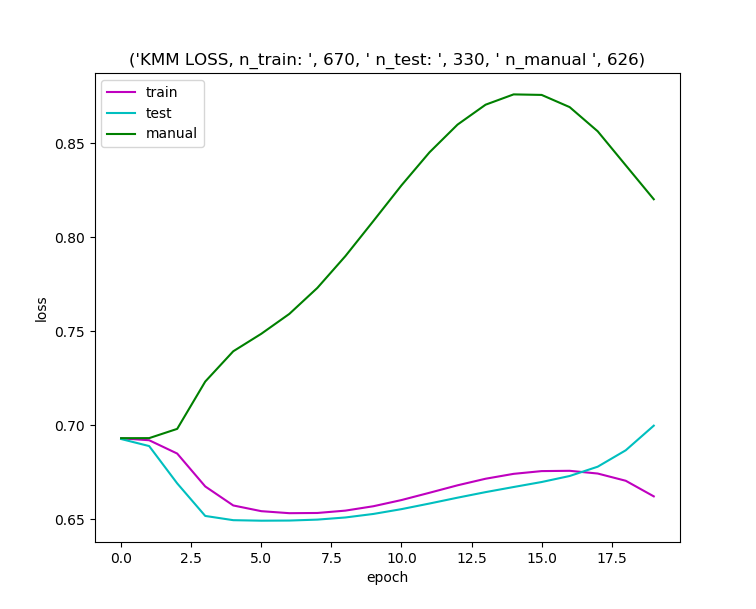 ('KMM LOSS, n_train: ', 670, ' n_test: ', 330, ' n_manual ', 626)
train
test
manual
0.85
0.80
0.75
0.70
0.65
loss
0.0 2.5 5.0 7.5 10.0 12.5 15.0 17.5
epoch